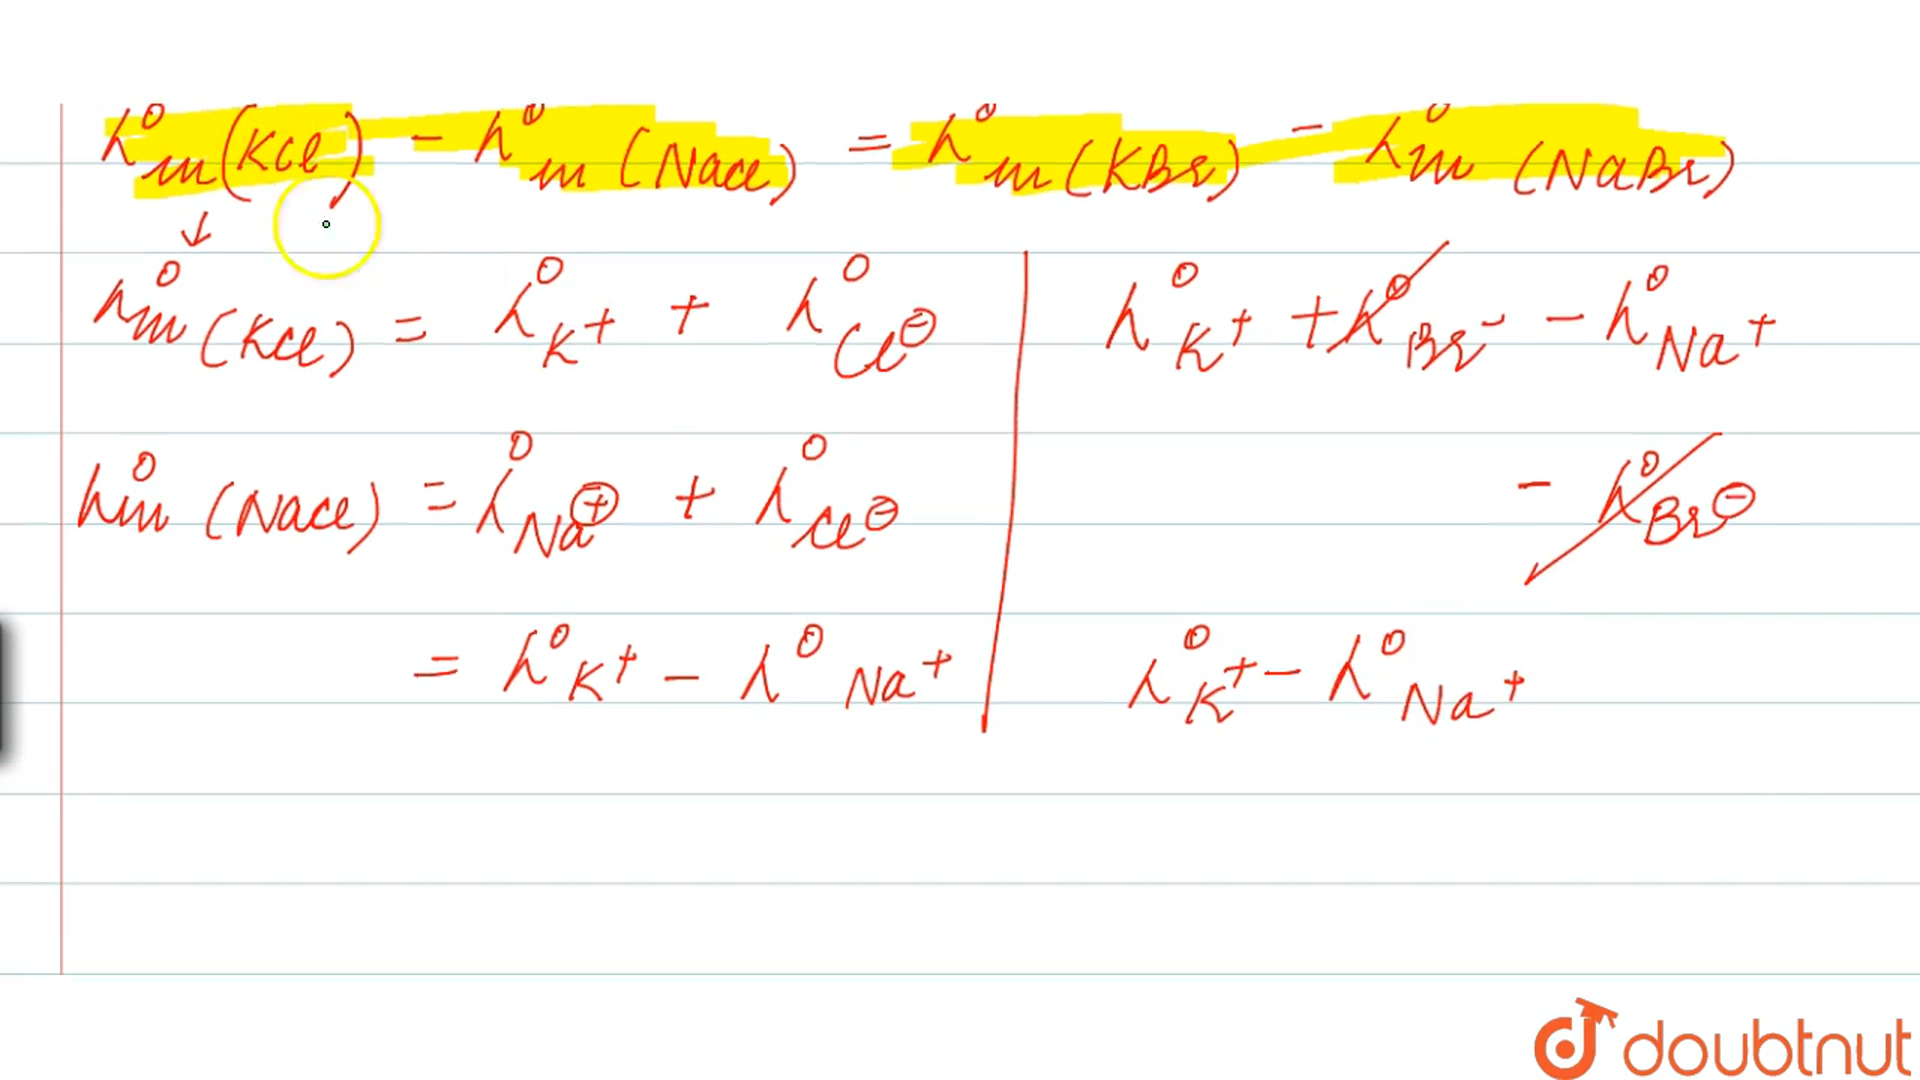 λ°m(KCl) - λ°m(NaCl) = λ°m(KBr) - λ°m(NaBr)
↓
λ°m(KCl) = λ°K+ + λ°Cl⊖
λ°m(NaCl) = λ°Na⊕ + λ°Cl⊖
= λ°K+ - λ°Na+
λ°K+ + λ°Br- - λ°Na+
- λ°Br⊖
λ°K+ - λ°Na+
doubtnut